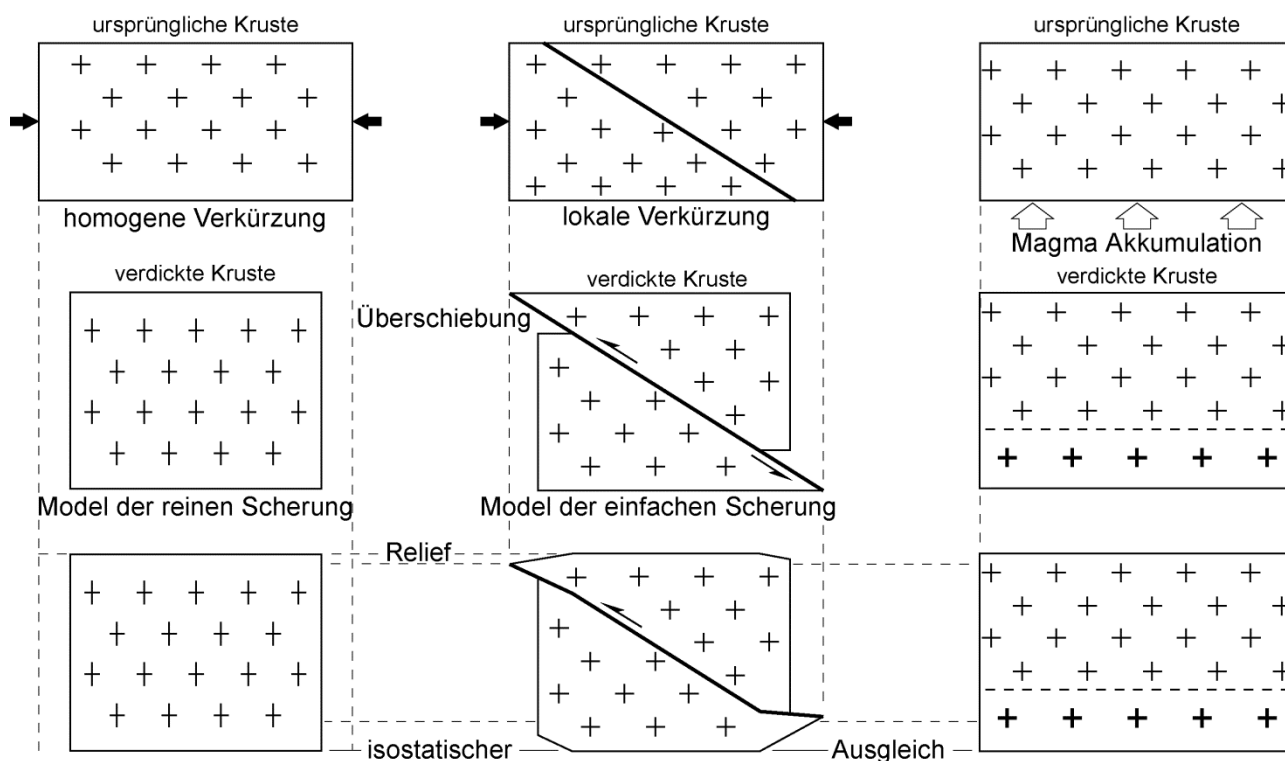 ursprüngliche Kruste
ursprüngliche Kruste
ursprüngliche Kruste
homogene Verkürzung
lokale Verkürzung
Magma Akkumulation
verdickte Kruste
verdickte Kruste
verdickte Kruste
Überschiebung
Model der reinen Scherung
Model der einfachen Scherung
Relief
isostatischer
Ausgleich